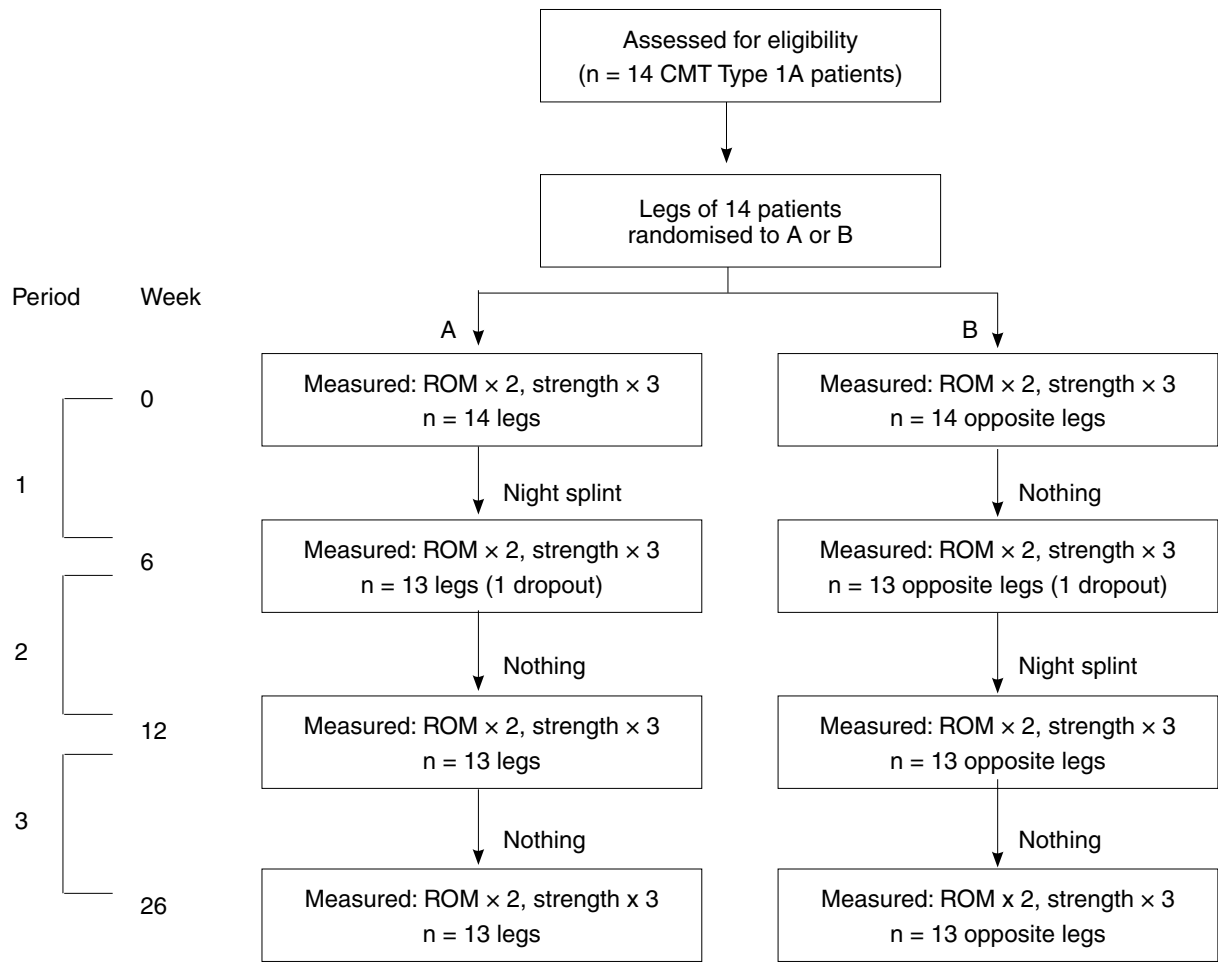 Assessed for eligibility
(n = 14 CMT Type 1A patients)
Legs of 14 patients
randomised to A or B
Period Week
A B
0
Measured: ROM × 2, strength × 3
n = 14 legs
Measured: ROM × 2, strength × 3
n = 14 opposite legs
1
Night splint
Nothing
6
Measured: ROM × 2, strength × 3
n = 13 legs (1 dropout)
Measured: ROM × 2, strength × 3
n = 13 opposite legs (1 dropout)
2
Nothing
Night splint
12
Measured: ROM × 2, strength × 3
n = 13 legs
Measured: ROM × 2, strength × 3
n = 13 opposite legs
3
Nothing
Nothing
26
Measured: ROM × 2, strength x 3
n = 13 legs
Measured: ROM x 2, strength × 3
n = 13 opposite legs